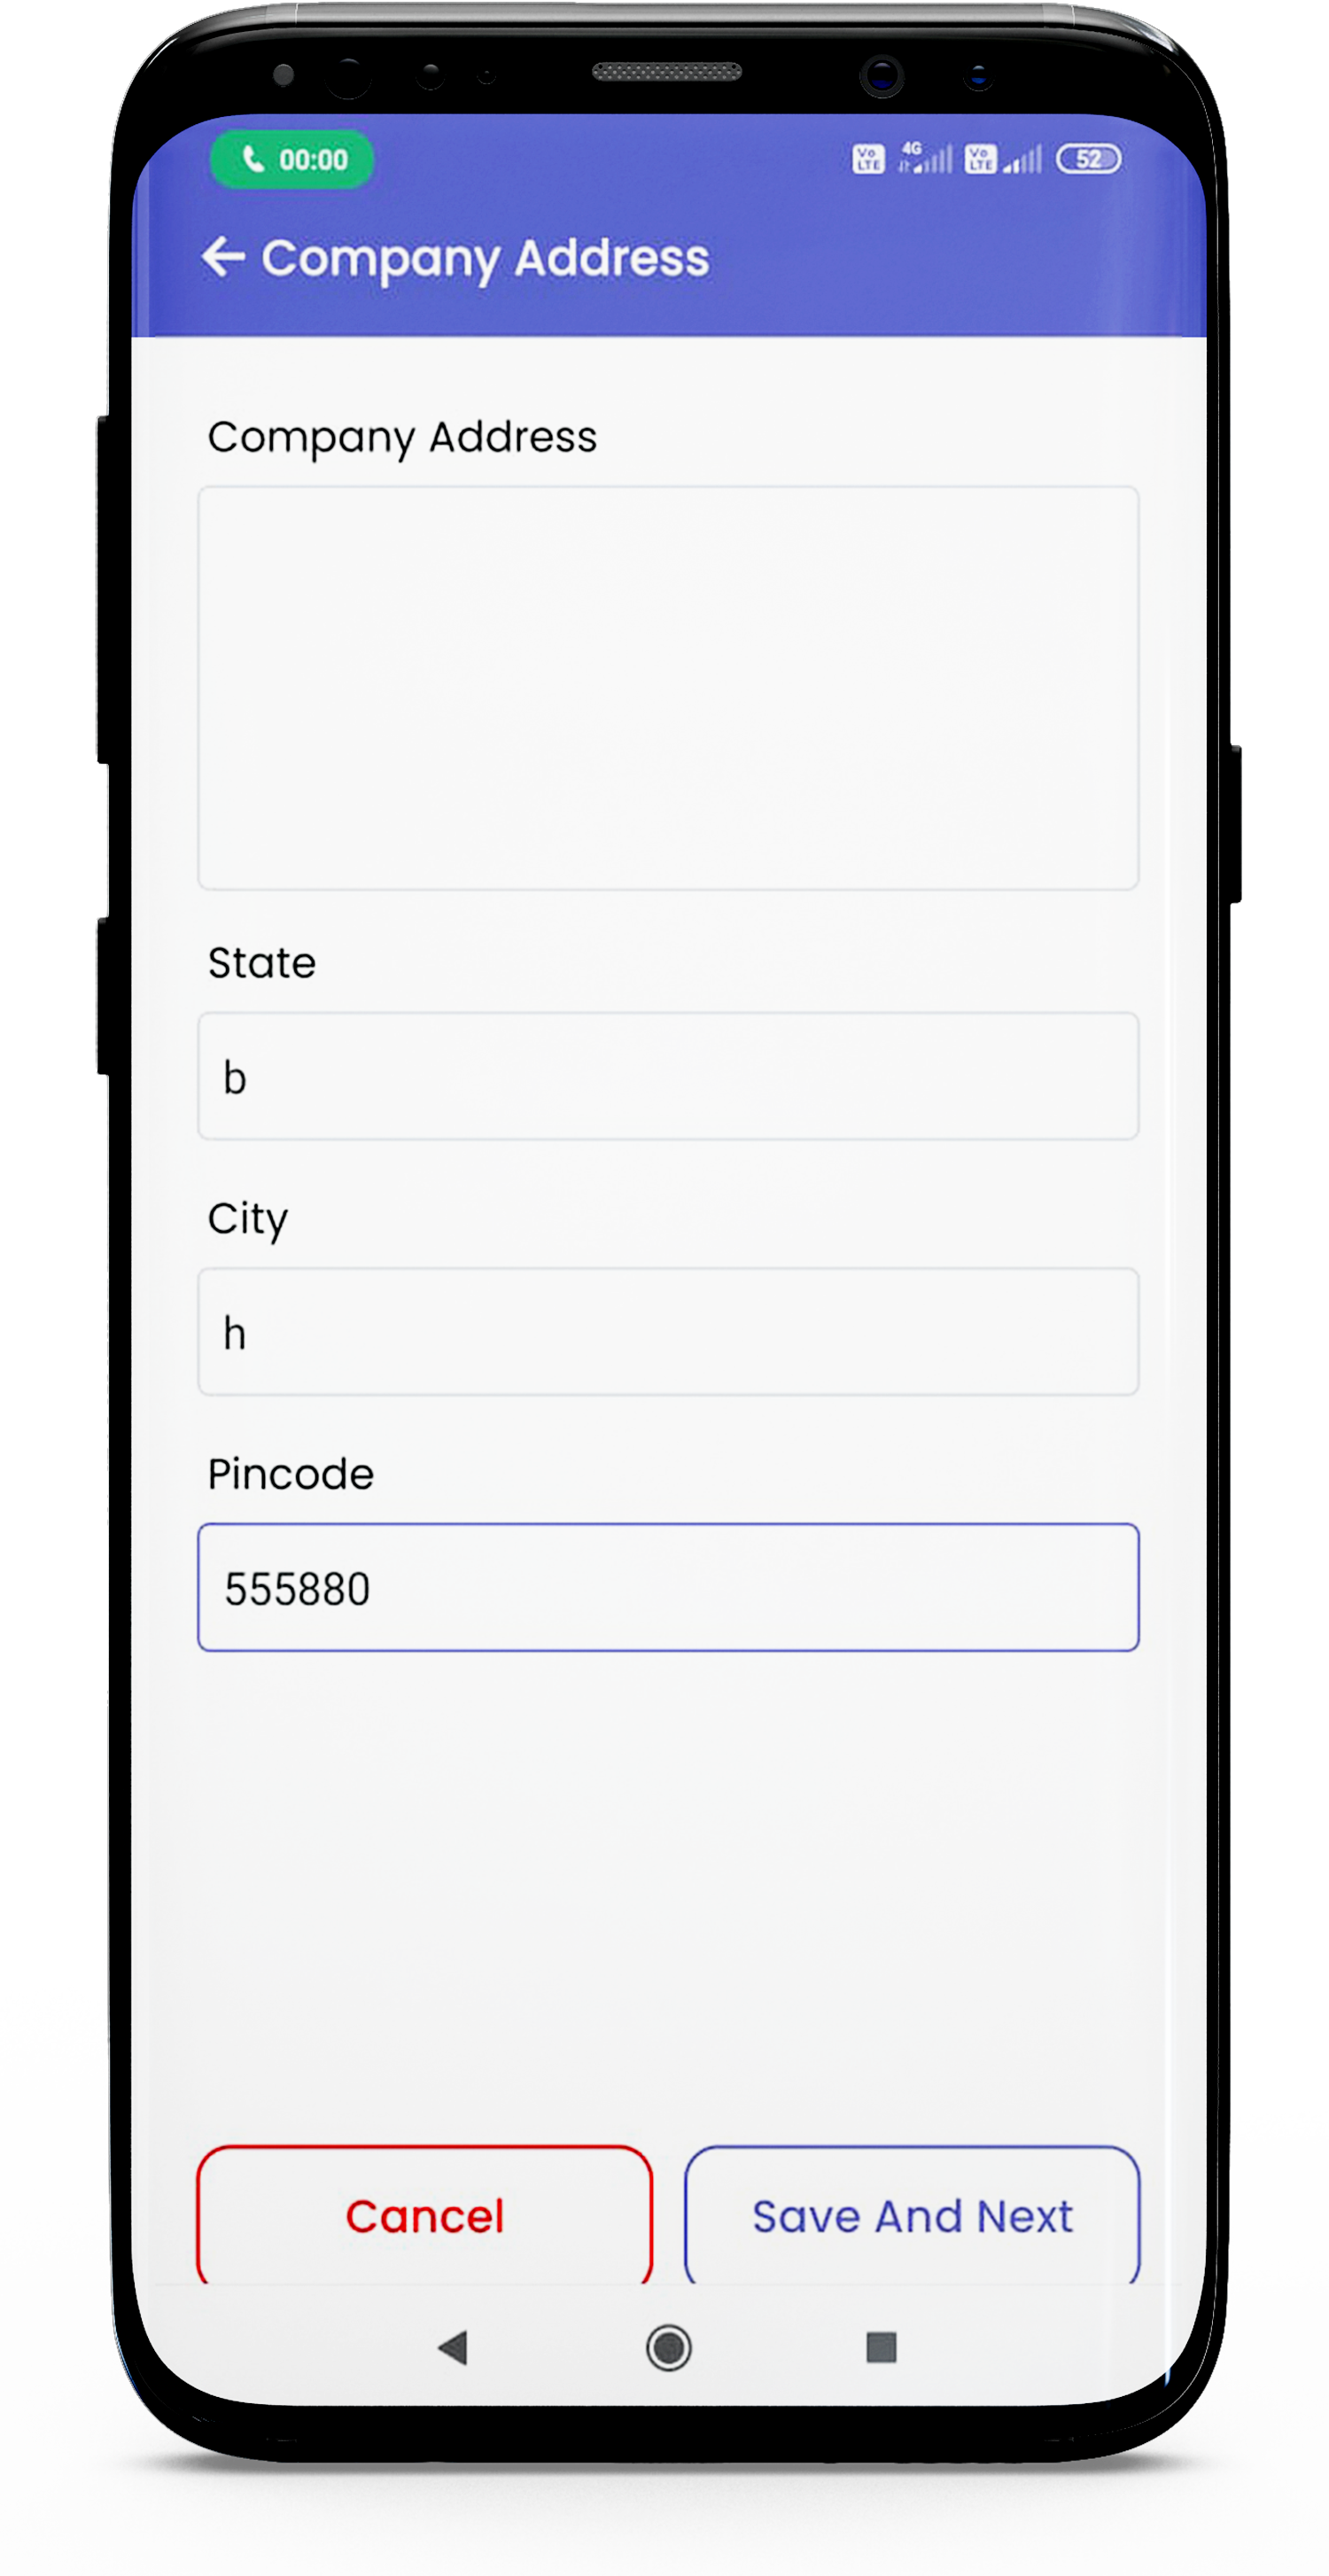 00:00
Vo LTE 4G Vo LTE 52
Company Address
Company Address
State
b
City
h
Pincode
555880
Cancel
Save And Next